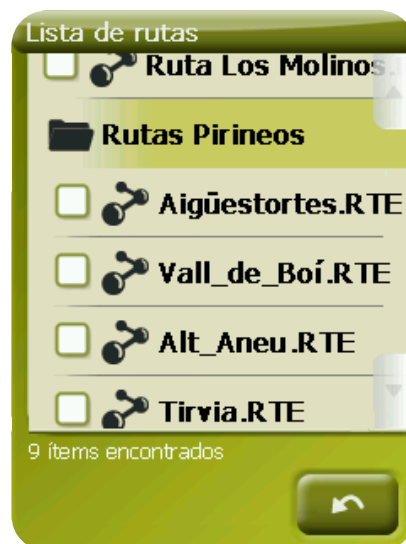 Lista de rutas
Ruta Los Molinos.
Rutas Pirineos
Aigüestortes.RTE
Vall_de_Boí.RTE
Alt_Aneu.RTE
Tirvia.RTE
9 ítems encontrados